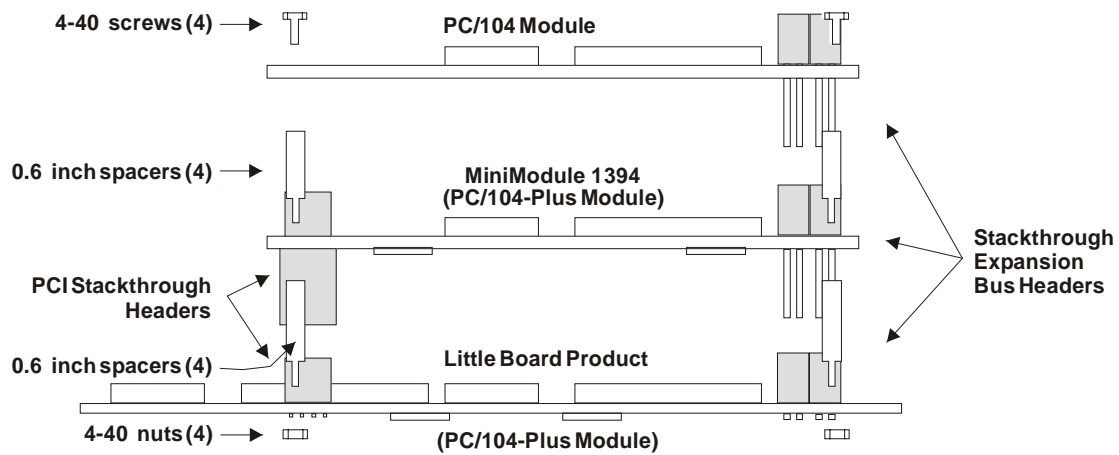 4-40 screws (4)
PC/104 Module
0.6 inch spacers (4)
MiniModule 1394
(PC/104-Plus Module)
Stackthrough
Expansion
Bus Headers
PCI Stackthrough
Headers
0.6 inch spacers (4)
Little Board Product
4-40 nuts (4)
(PC/104-Plus Module)